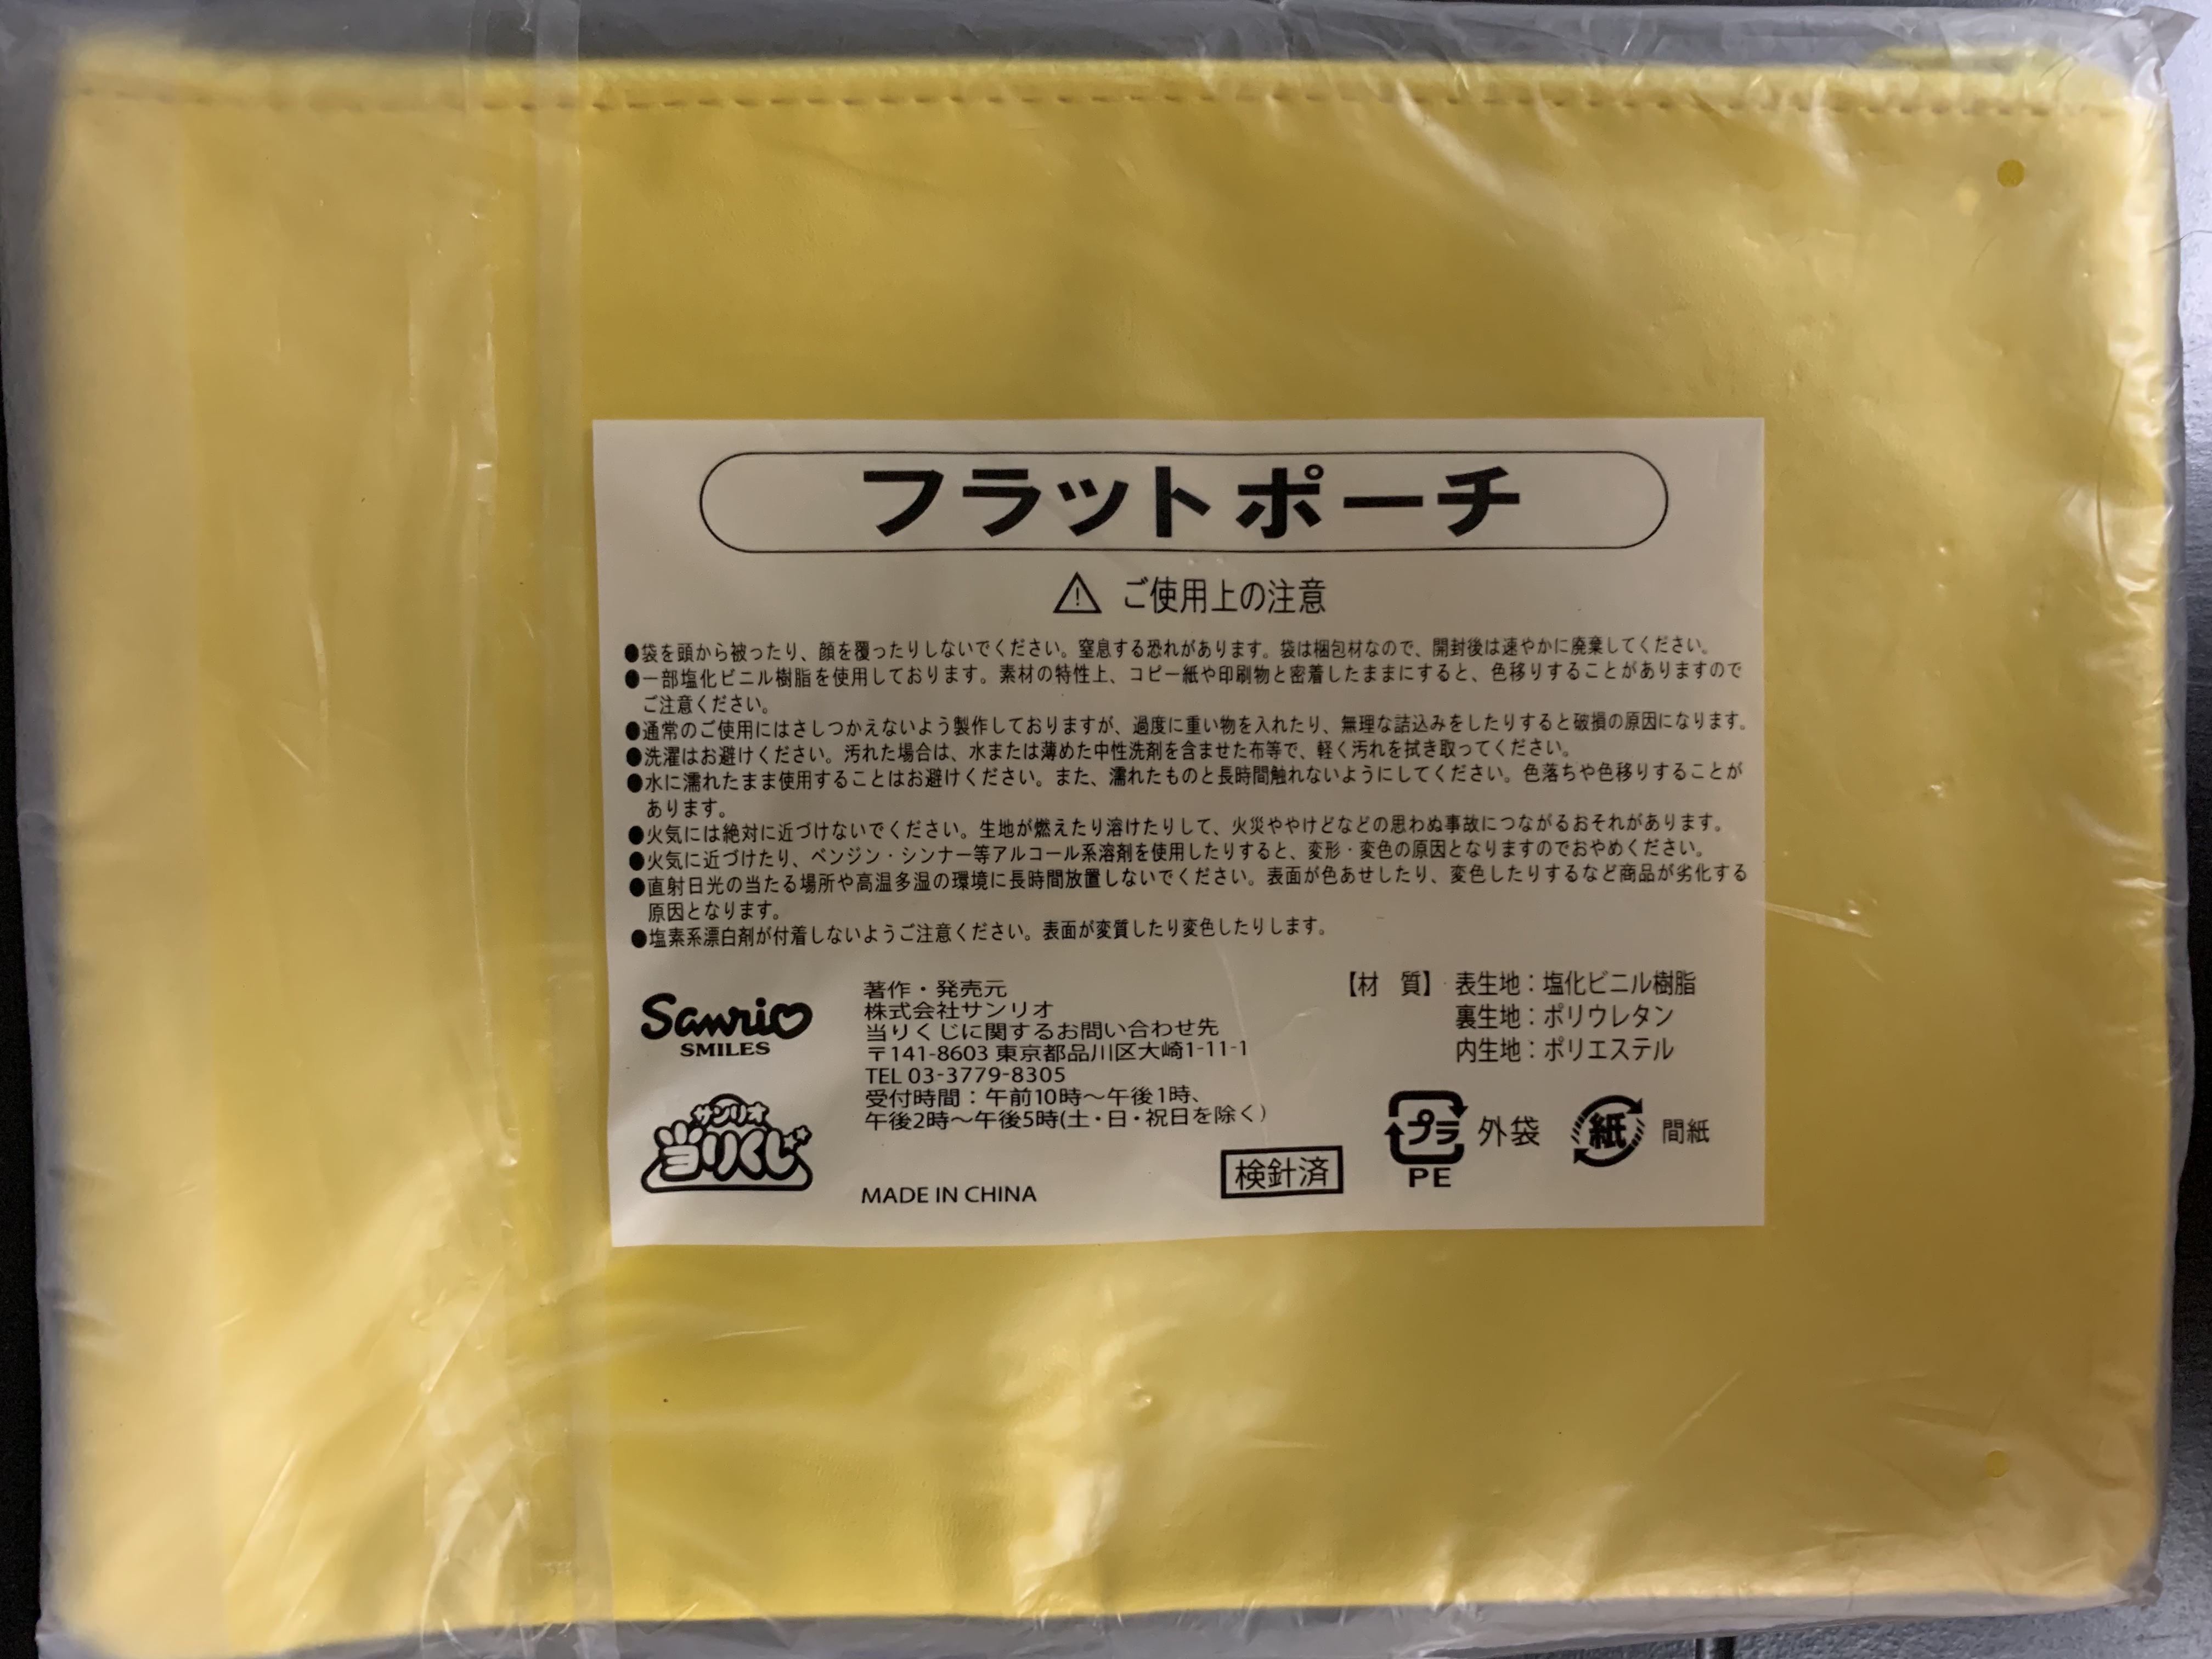 フラットポーチ
⚠ ご使用上の注意
●袋を頭から被ったり、顔を覆ったりしないでください。窒息する恐れがあります。袋は梱包材なので、開封後は速やかに廃棄してください。
●一部塩化ビニル樹脂を使用しております。素材の特性上、コピー紙や印刷物と密着したままにすると、色移りすることがありますので
ご注意ください。
●通常のご使用にはさしつかえないよう製作しておりますが、過度に重い物を入れたり、無理な詰込みをしたりすると破損の原因になります。
●洗濯はお避けください。汚れた場合は、水または薄めた中性洗剤を含ませた布等で、軽く汚れを拭き取ってください。
●水に濡れたまま使用することはお避けください。また、濡れたものと長時間触れないようにしてください。色落ちや色移りすることが
あります。
●火気には絶対に近づけないでください。生地が燃えたり溶けたりして、火災ややけどなどの思わぬ事故につながるおそれがあります。
●火気に近づけたり、ベンジン・シンナー等アルコール系溶剤を使用したりすると、変形・変色の原因となりますのでおやめください。
●直射日光の当たる場所や高温多湿の環境に長時間放置しないでください。表面が色あせしたり、変色したりするなど商品が劣化する
原因となります。
●塩素系漂白剤が付着しないようご注意ください。表面が変質したり変色したりします。
Sanrio
SMILES
サンリオ
当りくじ
著作・発売元
株式会社サンリオ
当りくじに関するお問い合わせ先
〒141-8603 東京都品川区大崎1-11-1
TEL 03-3779-8305
受付時間：午前10時～午後1時、
午後2時～午後5時(土・日・祝日を除く)
MADE IN CHINA
【材　質】表生地：塩化ビニル樹脂
裏生地：ポリウレタン
内生地：ポリエステル
検針済
プラ 外袋
PE
紙 間紙